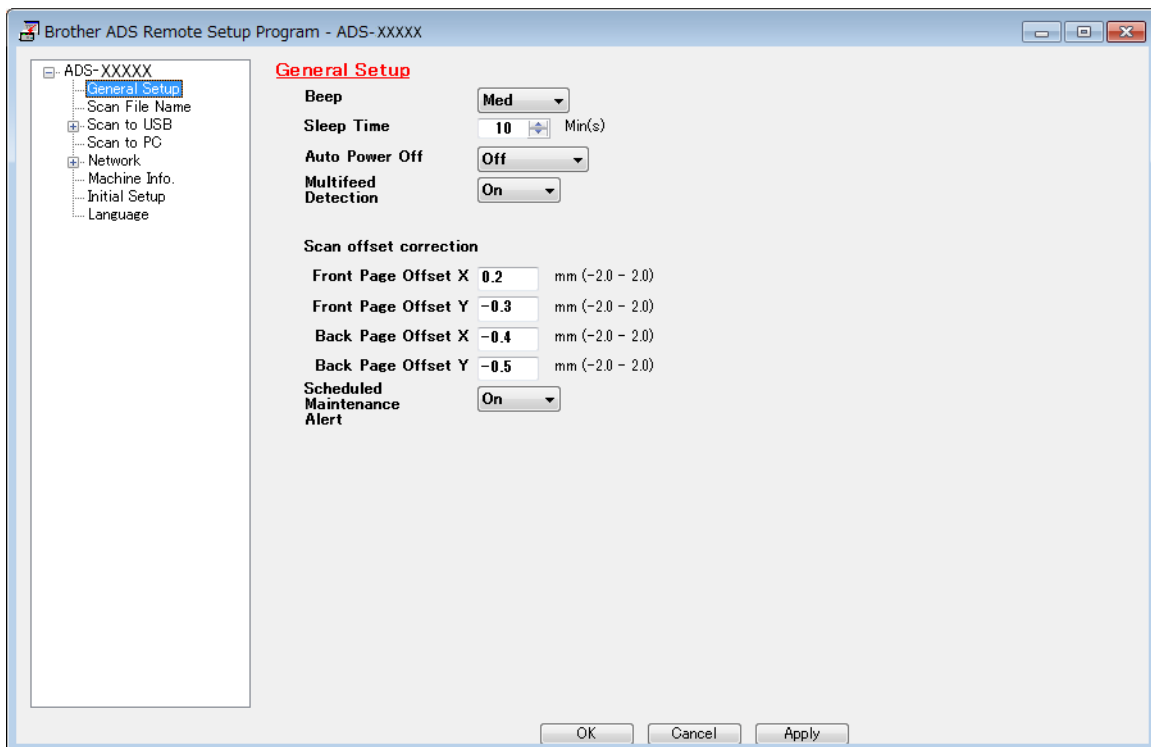 Brother ADS Remote Setup Program - ADS-XXXXX
ADS-XXXXX
General Setup
Scan File Name
Scan to USB
Scan to PC
Network
Machine Info.
Initial Setup
Language
General Setup
Beep Med
Sleep Time 10 Min(s)
Auto Power Off Off
Multifeed
Detection On
Scan offset correction
Front Page Offset X 0.2 mm (-2.0 - 2.0)
Front Page Offset Y -0.3 mm (-2.0 - 2.0)
Back Page Offset X -0.4 mm (-2.0 - 2.0)
Back Page Offset Y -0.5 mm (-2.0 - 2.0)
Scheduled
Maintenance On
Alert
OK Cancel Apply